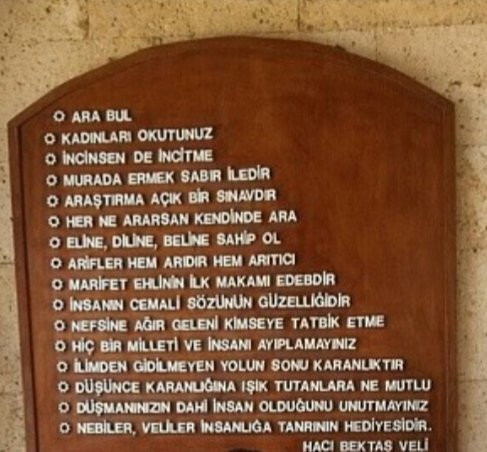 ARA BUL
KADINLARI OKUTUNUZ
İNCİNSEN DE İNCİTME
MURADA ERMEK SABIR İLEDİR
ARAŞTIRMA AÇIK BİR SINAVDIR
HER NE ARARSAN KENDİNDE ARA
ELİNE, DİLİNE, BELİNE SAHİP OL
ARİFLER HEM ARIDIR HEM ARITICI
MARİFET EHLİNİN İLK MAKAMI EDEBDİR
İNSANIN CEMALİ SÖZÜNÜN GÜZELLİĞİDİR
NEFSİNE AĞIR GELENİ KİMSEYE TATBİK ETME
HİÇ BİR MİLLETİ VE İNSANI AYIPLAMAYINIZ
İLİMDEN GİDİLMEYEN YOLUN SONU KARANLIKTIR
DÜŞÜNCE KARANLIĞINA IŞIK TUTANLARA NE MUTLU
DÜŞMANINIZIN DAHİ İNSAN OLDUĞUNU UNUTMAYINIZ
NEBİLER, VELİLER İNSANLIĞA TANRININ HEDİYESİDİR.
HACI BEKTAŞ VELİ